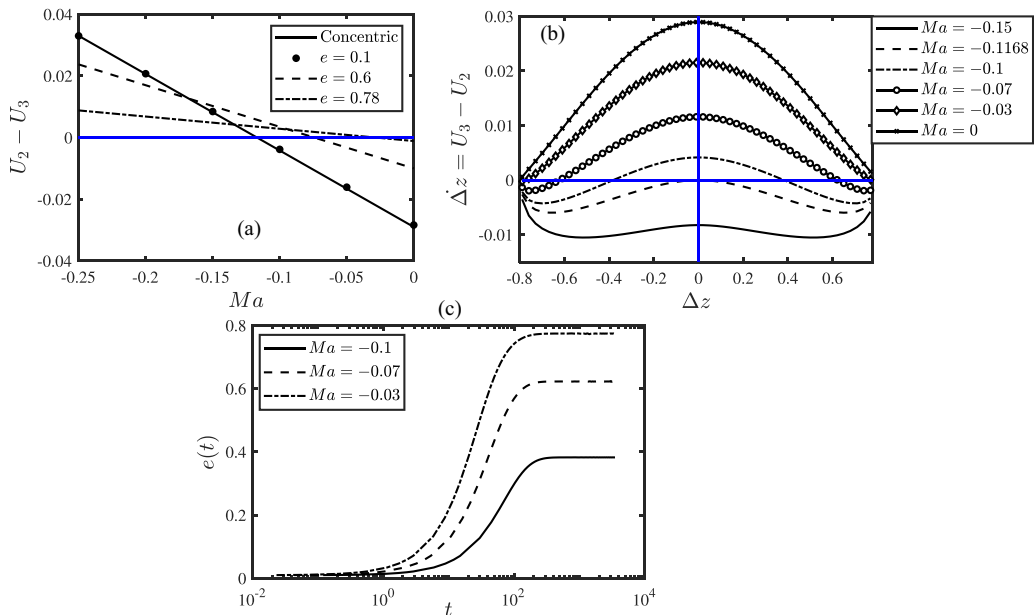 0.04
0.02
0
-0.02
0.04
U₂ − U₃
-0.25
-0.2
-0.15
-0.1
-0.05
0
Ma
(a)
Concentric
e = 0.1
e = 0.6
e = 0.78
0.03
0.02
0.01
0
-0.01
Δ̇z = U₃ − U₂
-0.8
-0.6
-0.4
-0.2
0
0.2
0.4
0.6
Δz
(b)
Ma = −0.15
Ma = −0.1168
Ma = −0.1
Ma = −0.07
Ma = −0.03
Ma = 0
(c)
0.8
0.6
0.4
0.2
0
e(t)
10⁻²
10⁰
10²
10⁴
t
Ma = −0.1
Ma = −0.07
Ma = −0.03